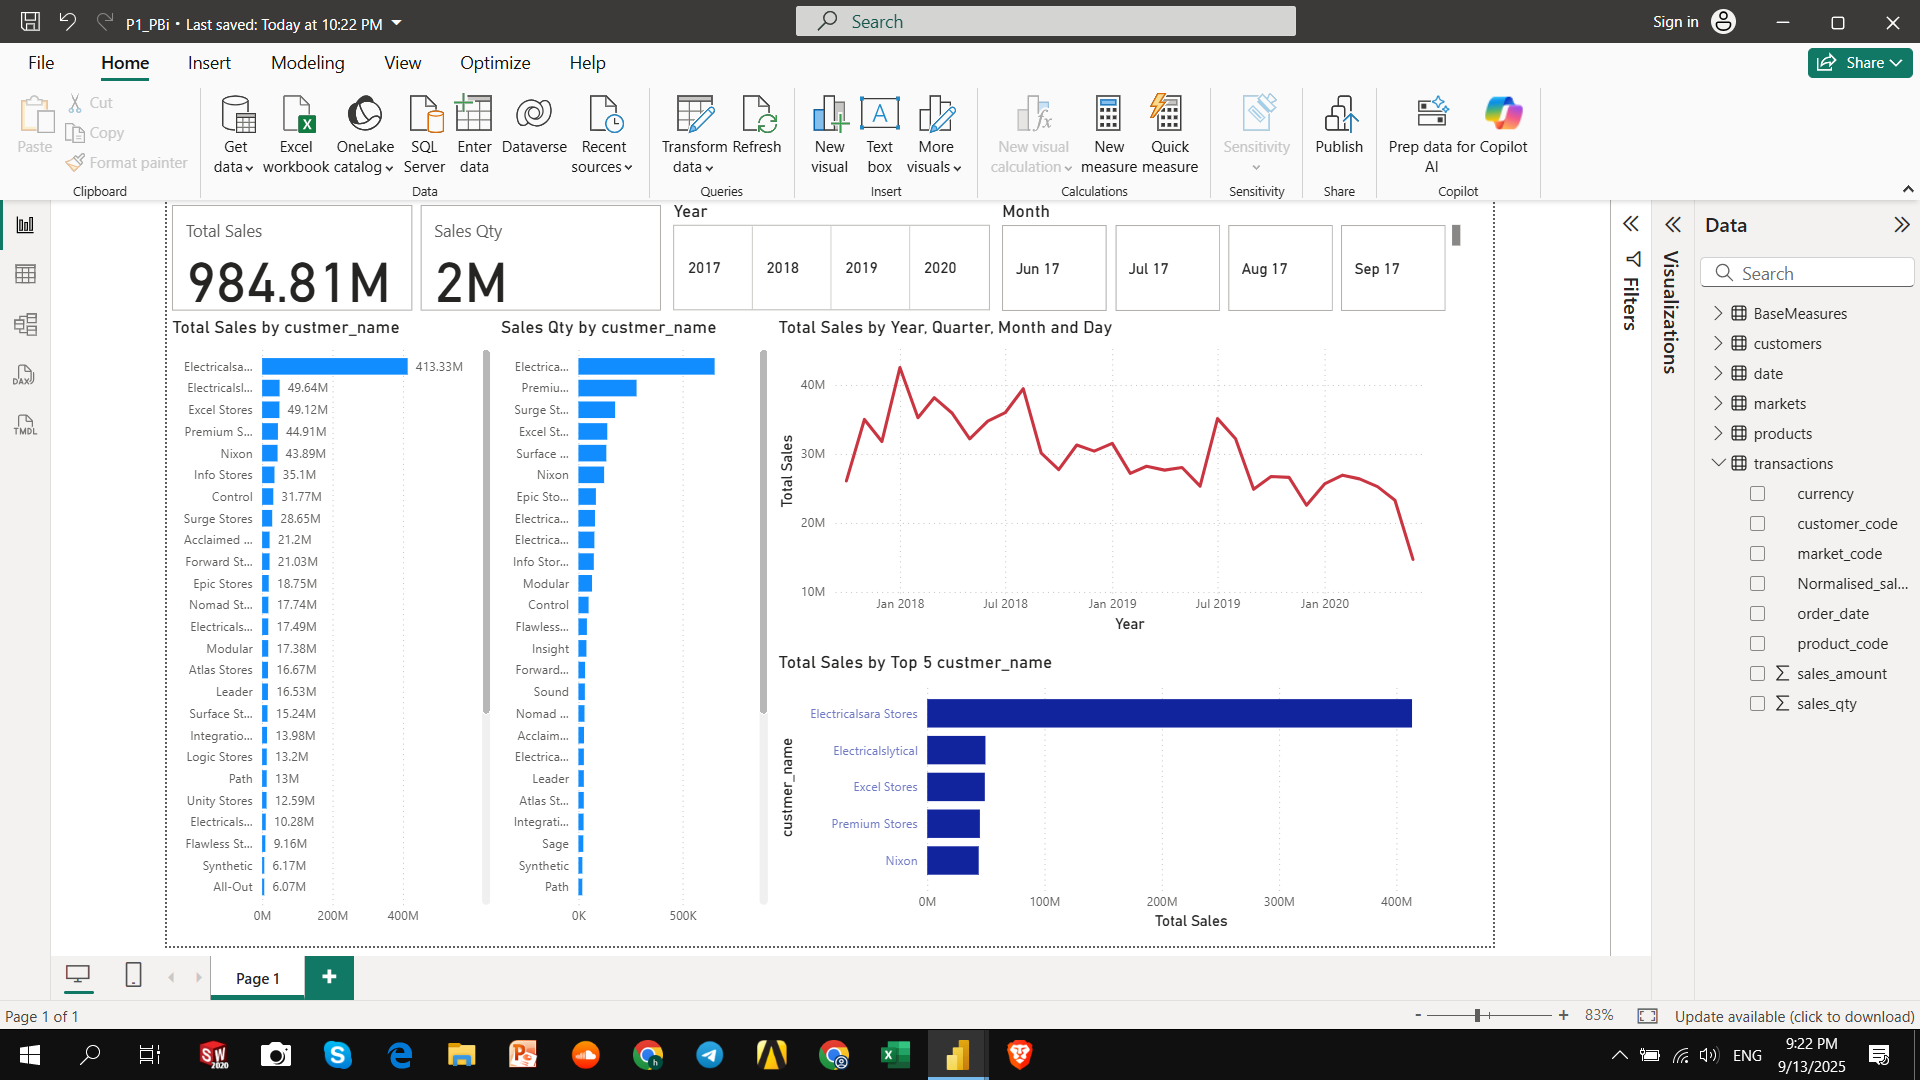 P1_PBi • Last saved: Today at 10:22 PM
Search
Sign in
File
Home
Insert
Modeling
View
Optimize
Help
Share
Paste
Cut
Copy
Format painter
Clipboard
Get data
Excel workbook
OneLake catalog
SQL Server
Enter data
Dataverse
Recent sources
Data
Transform data
Refresh
Queries
New visual
Text box
More visuals
Insert
New visual calculation
New measure
Quick measure
Calculations
Sensitivity
Sensitivity
Publish
Share
Prep data for AI
Copilot
Copilot
Total Sales
984.81M
Sales Qty
2M
Year
2017
2018
2019
2020
Month
Jun 17
Jul 17
Aug 17
Sep 17
Total Sales by custmer_name
Electricalsa... 413.33M
Electricalsl... 49.64M
Excel Stores 49.12M
Premium S... 44.91M
Nixon 43.89M
Info Stores 35.1M
Control 31.77M
Surge Stores 28.65M
Acclaimed ... 21.2M
Forward St... 21.03M
Epic Stores 18.75M
Nomad St... 17.74M
Electricals... 17.49M
Modular 17.38M
Atlas Stores 16.67M
Leader 16.53M
Surface St... 15.24M
Integratio... 13.98M
Logic Stores 13.2M
Path 13M
Unity Stores 12.59M
Electricals... 10.28M
Flawless St... 9.16M
Synthetic 6.17M
All-Out 6.07M
0M 200M 400M
Sales Qty by custmer_name
Electrica...
Premiu...
Surge St...
Excel St...
Surface ...
Nixon
Epic Sto...
Electrica...
Electrica...
Info Stor...
Modular
Control
Flawless...
Insight
Forward...
Sound
Nomad ...
Acclaim...
Electrica...
Leader
Atlas St...
Integrati...
Sage
Synthetic
Path
0K 500K
Total Sales by Year, Quarter, Month and Day
Total Sales
40M
30M
20M
10M
Jan 2018 Jul 2018 Jan 2019 Jul 2019 Jan 2020
Year
Total Sales by Top 5 custmer_name
custmer_name
Electricalsara Stores
Electricalslytical
Excel Stores
Premium Stores
Nixon
0M 100M 200M 300M 400M
Total Sales
Filters
Visualizations
Data
Search
BaseMeasures
customers
date
markets
products
transactions
currency
customer_code
market_code
Normalised_sal...
order_date
product_code
sales_amount
sales_qty
DAX
TMDL
Page 1
+
Page 1 of 1
- + 83%
Update available (click to download)
SW
2020
ENG
9:22 PM
9/13/2025